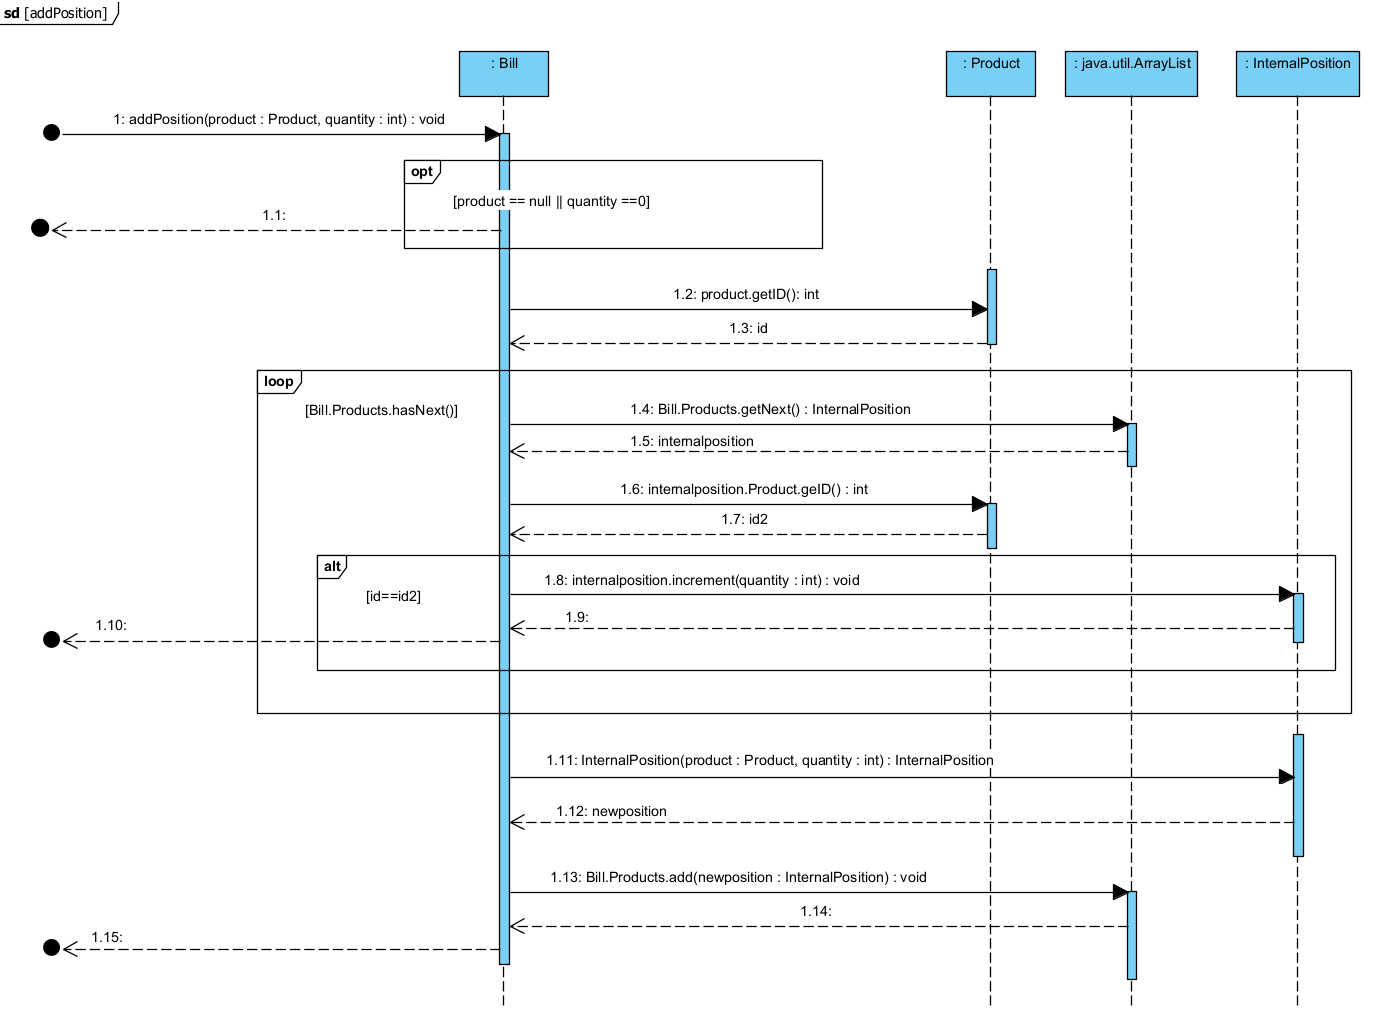 sd [addPosition]
: Bill
: Product
: java.util.ArrayList
: InternalPosition
1: addPosition(product : Product, quantity : int) : void
opt
[product == null || quantity ==0]
1.1:
1.2: product.getID(): int
1.3: id
loop
[Bill.Products.hasNext()]
1.4: Bill.Products.getNext() : InternalPosition
1.5: internalposition
1.6: internalposition.Product.geID() : int
1.7: id2
alt
[id==id2]
1.8: internalposition.increment(quantity : int) : void
1.9:
1.10:
1.11: InternalPosition(product : Product, quantity : int) : InternalPosition
1.12: newposition
1.13: Bill.Products.add(newposition : InternalPosition) : void
1.14:
1.15: